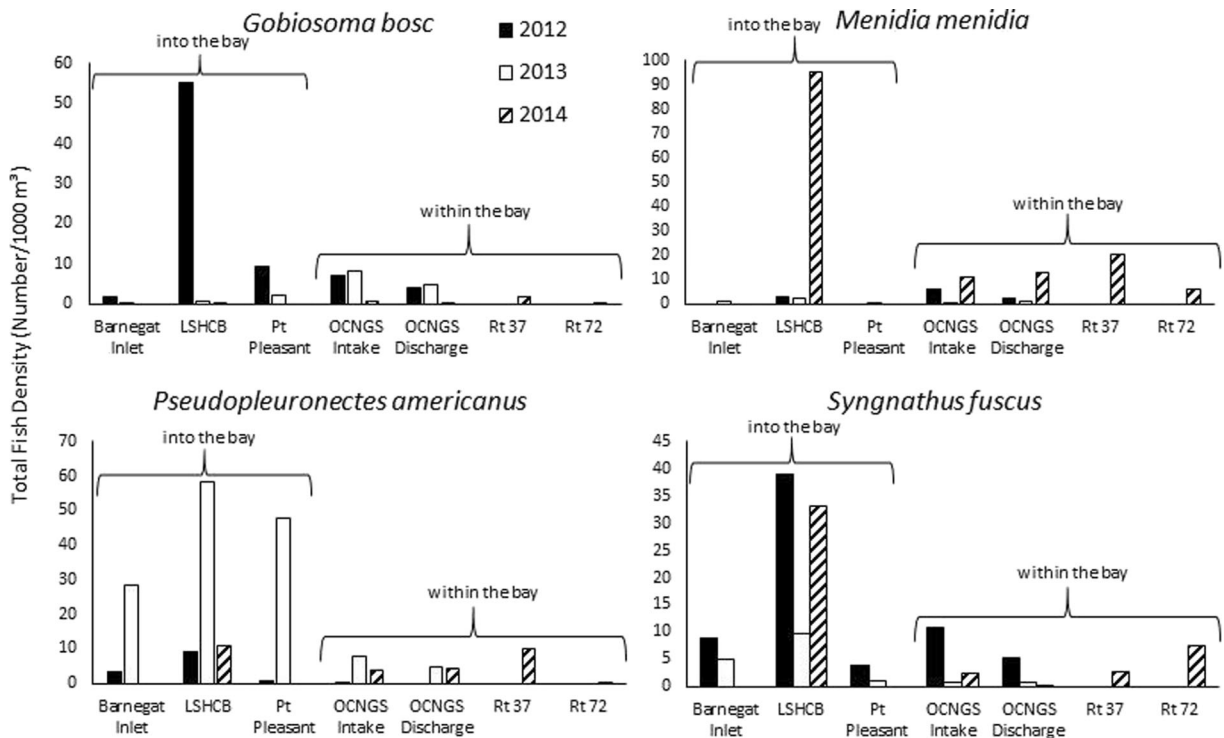 Total Fish Density (Number/1000 m³)
Gobiosoma bosc
2012
2013
2014
into the bay
within the bay
60
50
40
30
20
10
0
Barnegat
Inlet
LSHCB
Pt
Pleasant
OCNGS
Intake
OCNGS
Discharge
Rt 37
Rt 72
Menidia menidia
into the bay
within the bay
100
90
80
70
60
50
40
30
20
10
0
Barnegat
Inlet
LSHCB
Pt
Pleasant
OCNGS
Intake
OCNGS
Discharge
Rt 37
Rt 72
Pseudopleuronectes americanus
into the bay
within the bay
70
60
50
40
30
20
10
0
Barnegat
Inlet
LSHCB
Pt
Pleasant
OCNGS
Intake
OCNGS
Discharge
Rt 37
Rt 72
Syngnathus fuscus
into the bay
within the bay
45
40
35
30
25
20
15
10
5
0
Barnegat
Inlet
LSHCB
Pt
Pleasant
OCNGS
Intake
OCNGS
Discharge
Rt 37
Rt 72